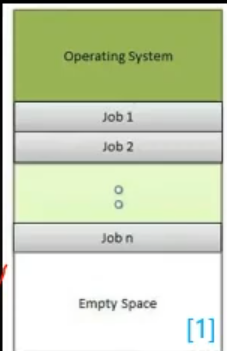 Operating System
Job 1
Job 2
Job n
Empty Space
[1]